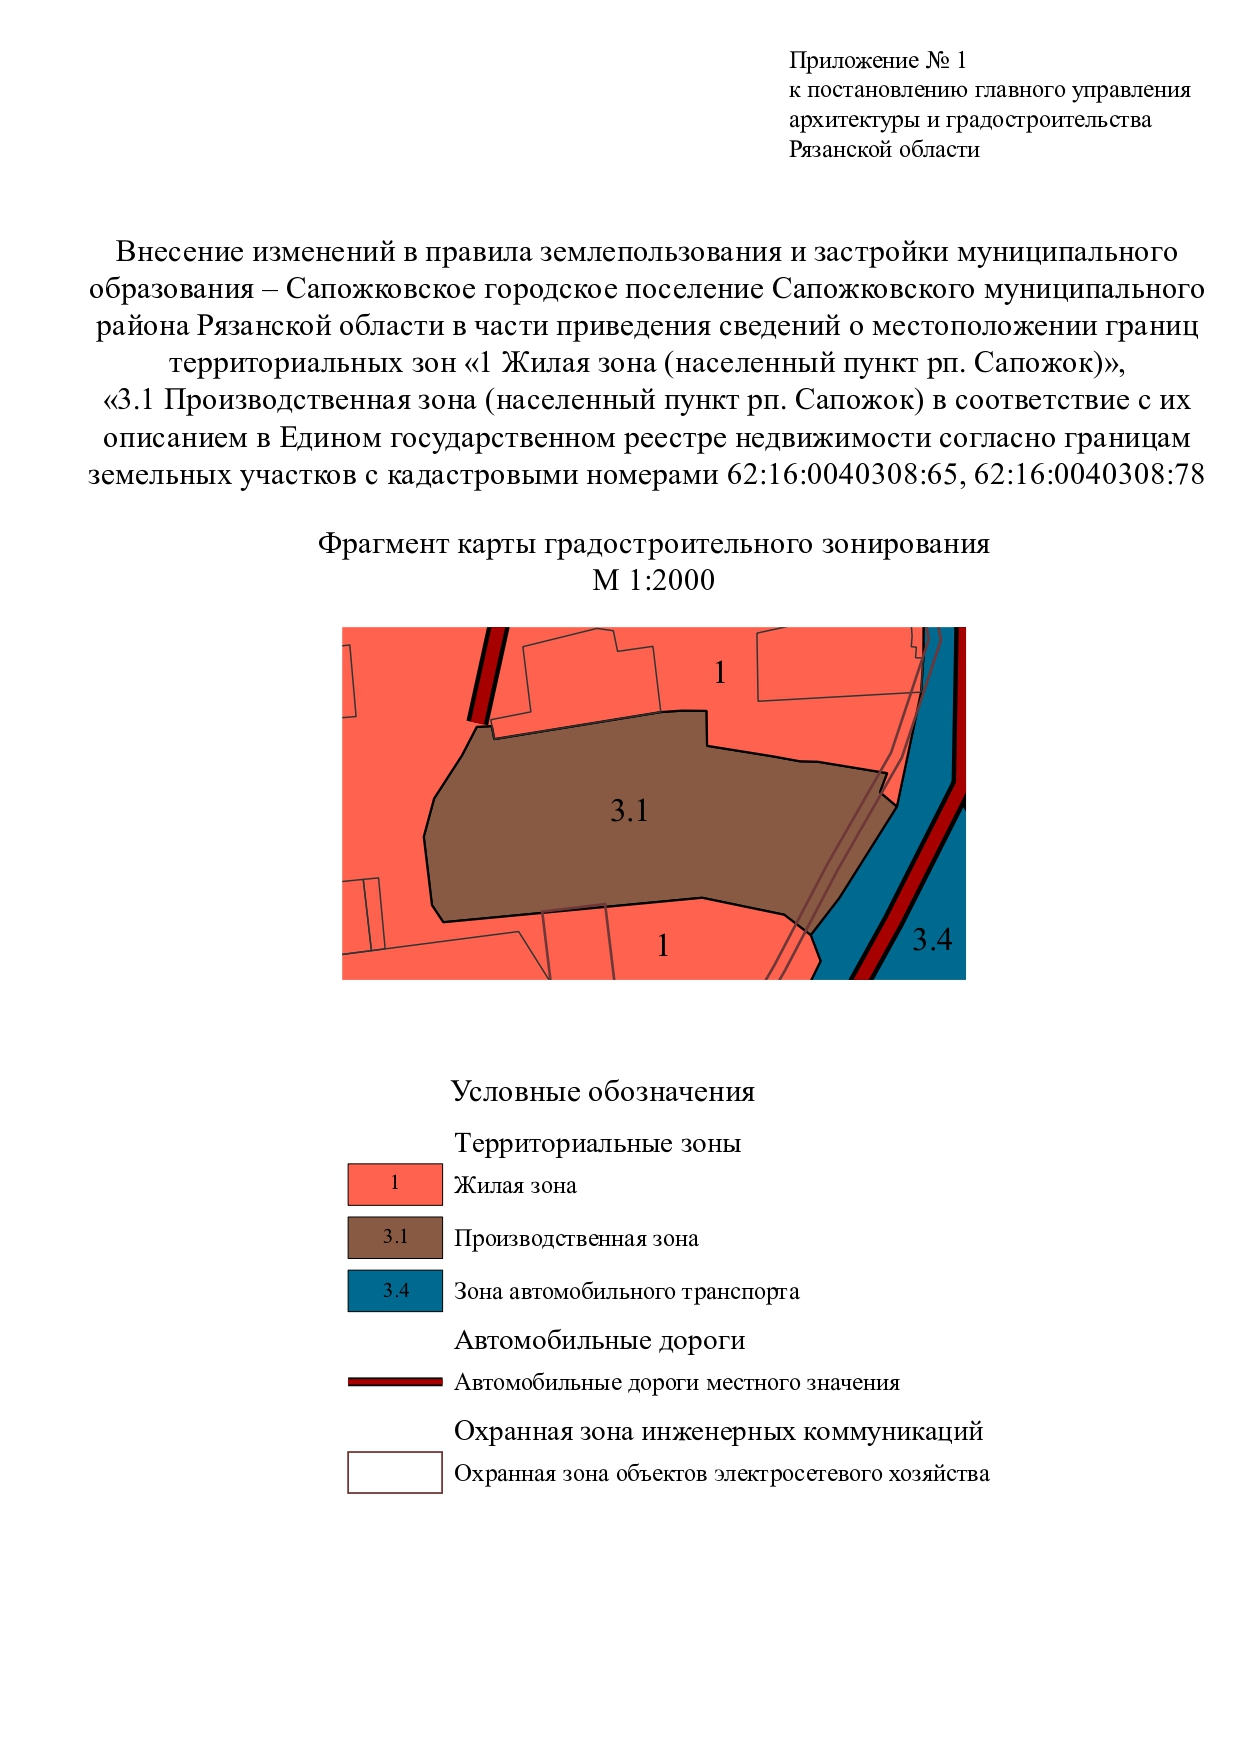 Приложение № 1
к постановлению главного управления
архитектуры и градостроительства
Рязанской области
Внесение изменений в правила землепользования и застройки муниципального
образования – Сапожковское городское поселение Сапожковского муниципального
района Рязанской области в части приведения сведений о местоположении границ
территориальных зон «1 Жилая зона (населенный пункт рп. Сапожок)»,
«3.1 Производственная зона (населенный пункт рп. Сапожок) в соответствие с их
описанием в Едином государственном реестре недвижимости согласно границам
земельных участков с кадастровыми номерами 62:16:0040308:65, 62:16:0040308:78
Фрагмент карты градостроительного зонирования
М 1:2000
1
3.1
1
3.4
Условные обозначения
Территориальные зоны
1 Жилая зона
3.1 Производственная зона
3.4 Зона автомобильного транспорта
Автомобильные дороги
Автомобильные дороги местного значения
Охранная зона инженерных коммуникаций
Охранная зона объектов электросетевого хозяйства